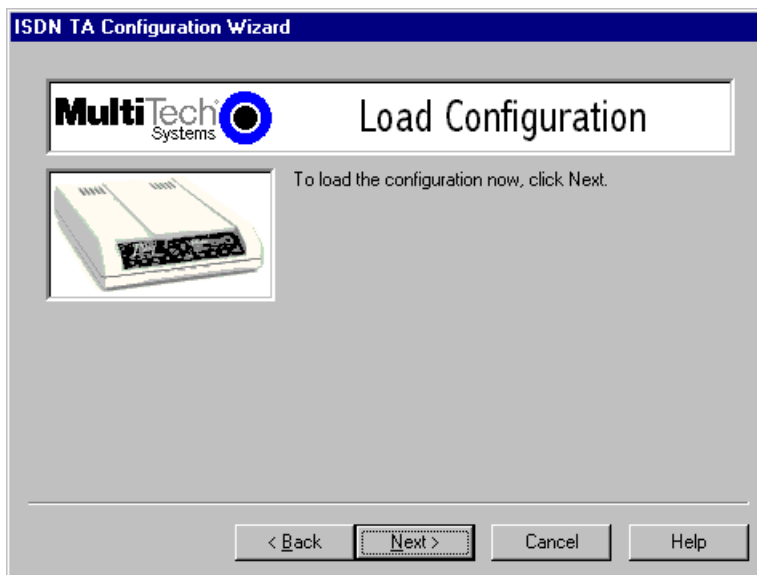 ISDN TA Configuration Wizard
MultiTech
Systems
Load Configuration
To load the configuration now, click Next.
< Back
Next >
Cancel
Help